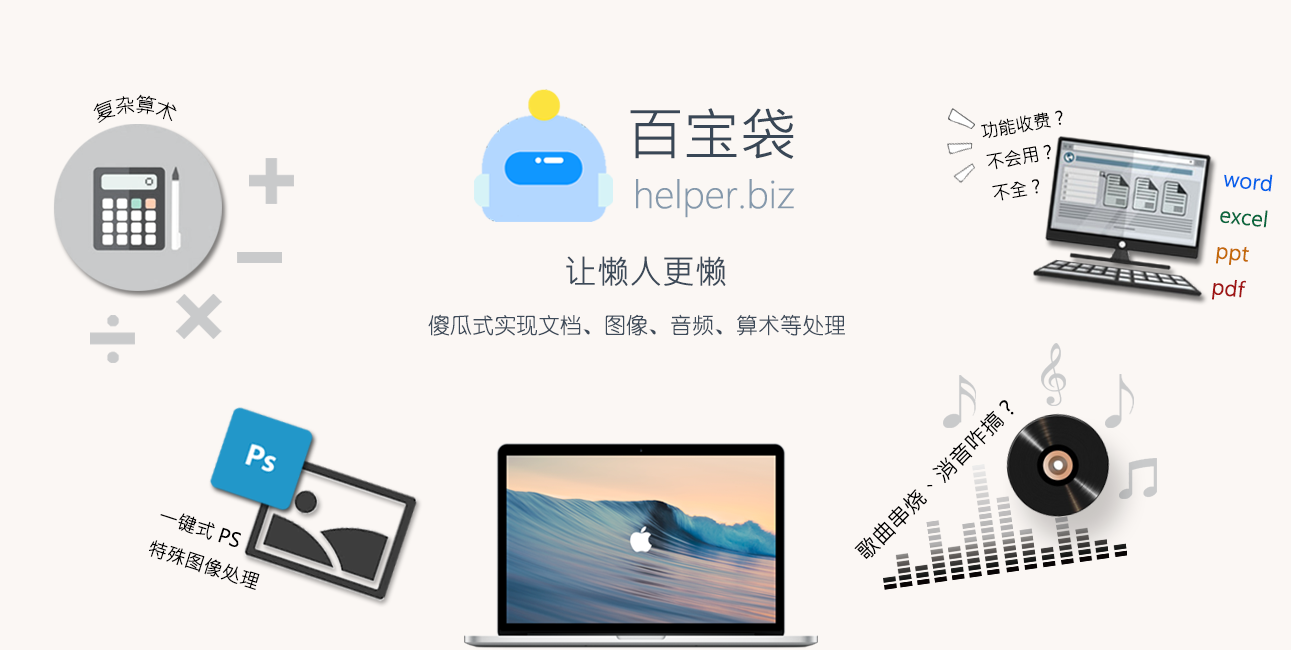 复杂算术
百宝袋
helper.biz
让懒人更懒
傻瓜式实现文档、图像、音频、算术等处理
功能收费？
不会用？
不全？
word
excel
ppt
pdf
Ps
一键式 PS
特殊图像处理
歌曲串烧、消音咋搞？